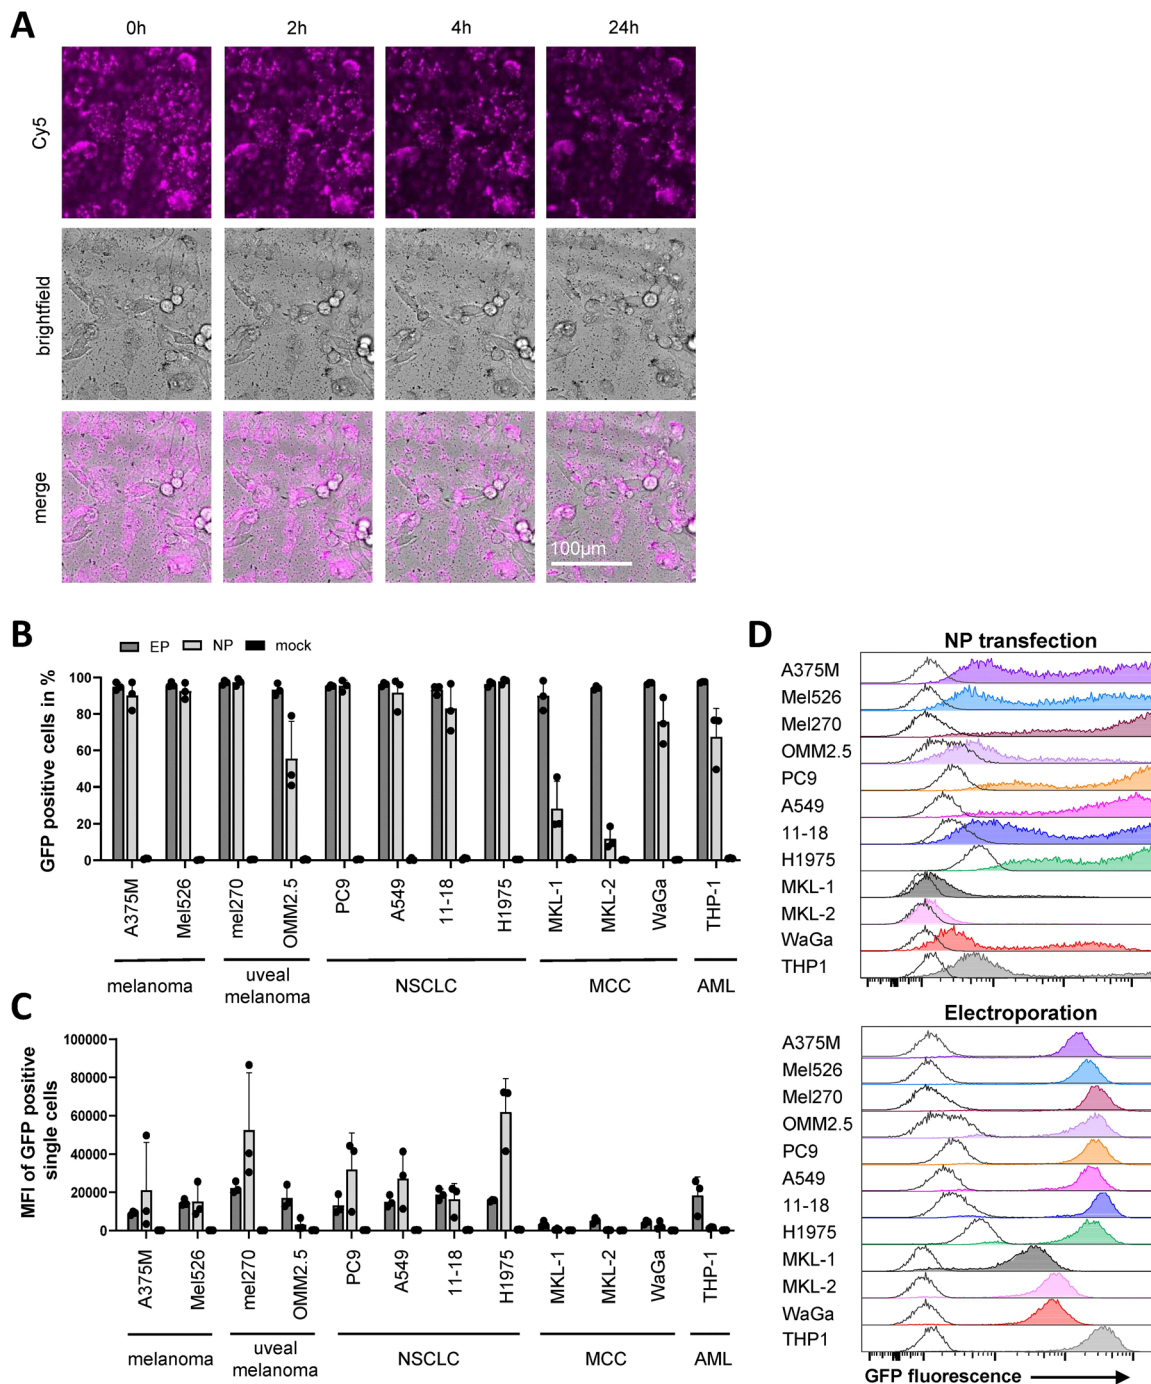 A
0h 2h 4h 24h
Cy5
brightfield
merge
100µm
B
EP NP mock
GFP positive cells in %
100
80
60
40
20
0
A375M Mel526 mel270 OMM2.5 PC9 A549 11-18 H1975 MKL-1 MKL-2 WaGa THP-1
melanoma uveal melanoma NSCLC MCC AML
C
MFI of GFP positive
single cells
100000
80000
60000
40000
20000
0
A375M Mel526 mel270 OMM2.5 PC9 A549 11-18 H1975 MKL-1 MKL-2 WaGa THP-1
melanoma uveal melanoma NSCLC MCC AML
D
NP transfection
A375M
Mel526
Mel270
OMM2.5
PC9
A549
11-18
H1975
MKL-1
MKL-2
WaGa
THP1
Electroporation
A375M
Mel526
Mel270
OMM2.5
PC9
A549
11-18
H1975
MKL-1
MKL-2
WaGa
THP1
GFP fluorescence